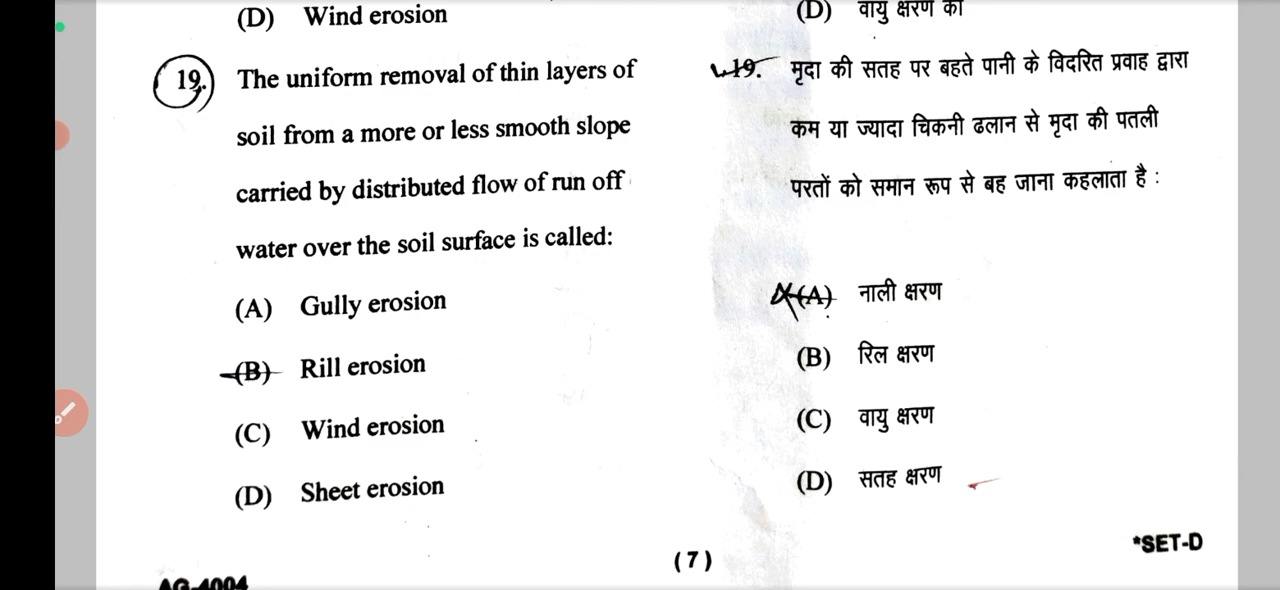 (D) Wind erosion
19. The uniform removal of thin layers of
soil from a more or less smooth slope
carried by distributed flow of run off
water over the soil surface is called:
(A) Gully erosion
(B) Rill erosion
(C) Wind erosion
(D) Sheet erosion
(D) वायु क्षरण का
19. मृदा की सतह पर बहते पानी के विदरित प्रवाह द्वारा
कम या ज्यादा चिकनी ढलान से मृदा की पतली
परतों को समान रूप से बह जाना कहलाता है :
(A) नाली क्षरण
(B) रिल क्षरण
(C) वायु क्षरण
(D) सतह क्षरण
AG-4004
(7)
*SET-D